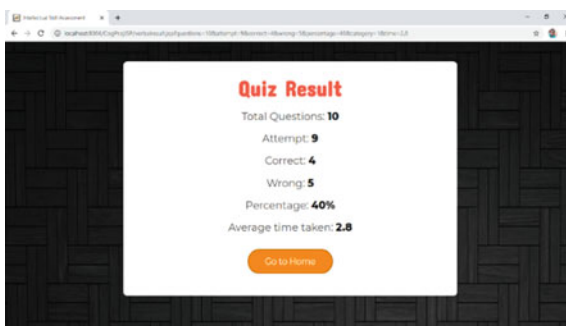 Quiz Result
Total Questions: 10
Attempt: 9
Correct: 4
Wrong: 5
Percentage: 40%
Average time taken: 2.8
Go to Home